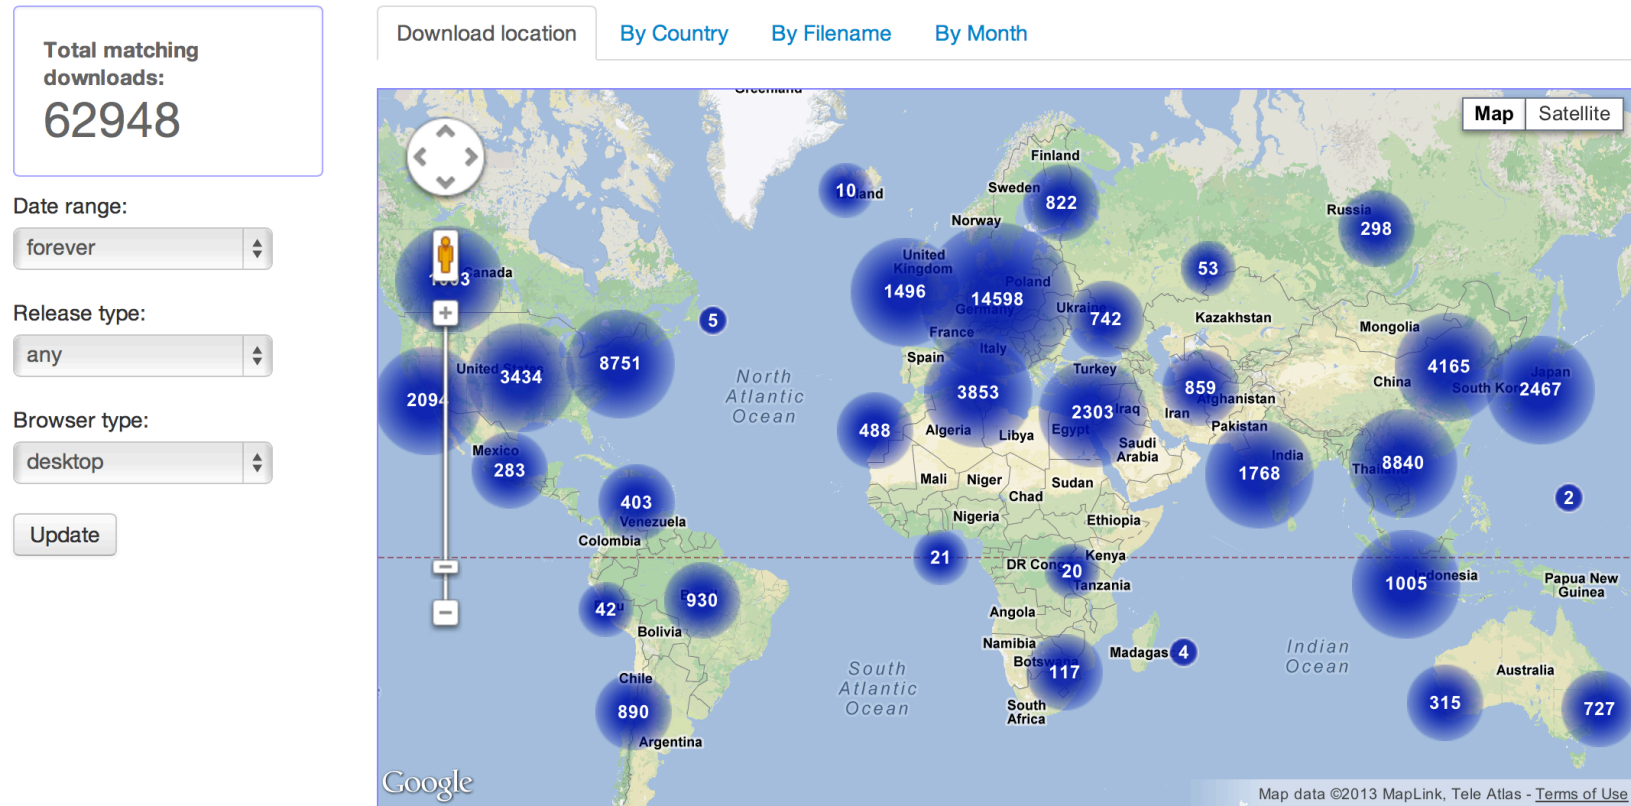 Total matching
downloads:
62948
Date range:
forever
Release type:
any
Browser type:
desktop
Update
Download location
By Country
By Filename
By Month
Map
Satellite
Finland
10
Sweden
822
Norway
Russia
298
United
Kingdom
1496
Poland
14598
Germany
53
Ukraine
742
Kazakhstan
Mongolia
5
France
Italy
Spain
8751
3434
United
2094
North
Atlantic
Ocean
3853
Turkey
2303
Iraq
859
Afghanistan
Iran
Pakistan
China
4165
Japan
2467
488
Algeria
Libya
Egypt
Saudi
Arabia
India
1768
8840
Mexico
283
Mali
Niger
Chad
Sudan
2
403
Venezuela
Colombia
Nigeria
Ethiopia
21
DR
20
Kenya
Tanzania
1005
Papua New
Guinea
42
930
Bolivia
Angola
Namibia
Botswana
117
4
Indian
Ocean
South
Atlantic
Ocean
Australia
Chile
890
South
Africa
315
727
Argentina
Google
Map data ©2013 MapLink, Tele Atlas - Terms of Use